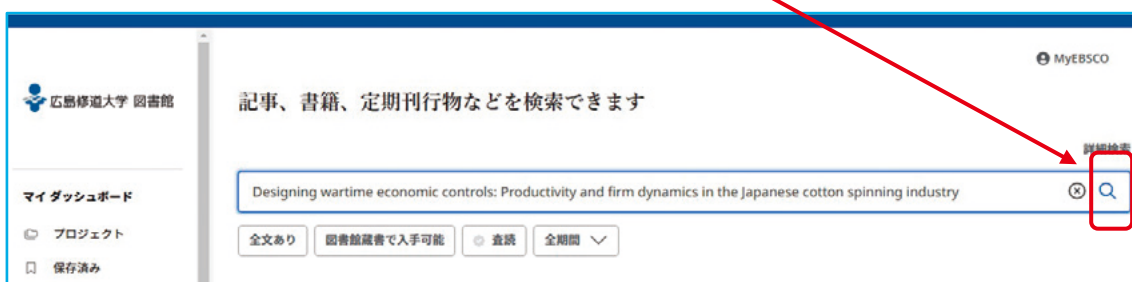 MyEBSCO
広島修道大学 図書館
記事、書籍、定期刊行物などを検索できます
詳細検索
マイ ダッシュボード
Designing wartime economic controls: Productivity and firm dynamics in the Japanese cotton spinning industry
プロジェクト
全文あり 図書館蔵書で入手可能 査読 全期間
保存済み